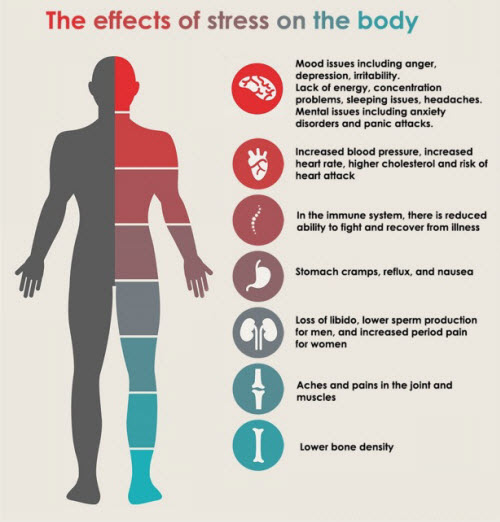 The effects of stress on the body
Mood issues including anger,
depression, irritability.
Lack of energy, concentration
problems, sleeping issues, headaches.
Mental issues including anxiety
disorders and panic attacks.
Increased blood pressure, increased
heart rate, higher cholesterol and risk of
heart attack
In the immune system, there is reduced
ability to fight and recover from illness
Stomach cramps, reflux, and nausea
Loss of libido, lower sperm production
for men, and increased period pain
for women
Aches and pains in the joint and
muscles
Lower bone density